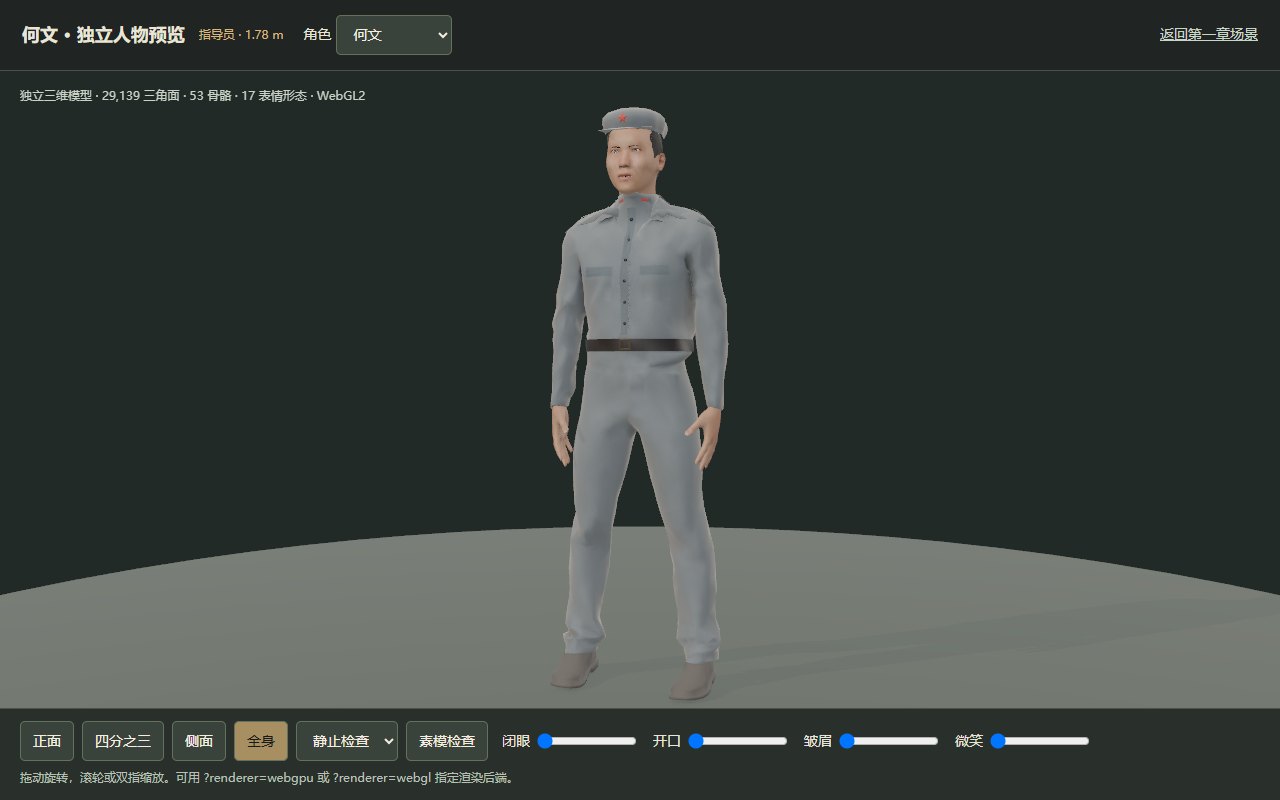 何文 · 独立人物预览 指导员 · 1.78 m 角色 何文 返回第一章场景
独立三维模型 · 29,139 三角面 · 53 骨骼 · 17 表情形态 · WebGL2
正面 四分之三 侧面 全身 静止检查 素模检查 闭眼 开口 皱眉 微笑
拖动旋转，滚轮或双指缩放。可用 ?renderer=webgpu 或 ?renderer=webgl 指定渲染后端。